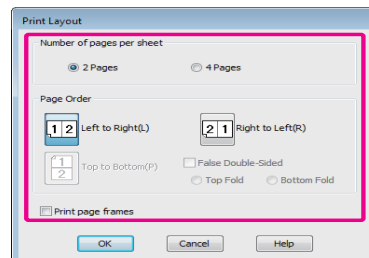 Print Layout
Number of pages per sheet
2 Pages 4 Pages
Page Order
1 2 Left to Right(L) 2 1 Right to Left(R)
1 2 Top to Bottom(P) False Double-Sided
Top Fold Bottom Fold
Print page frames
OK Cancel Help